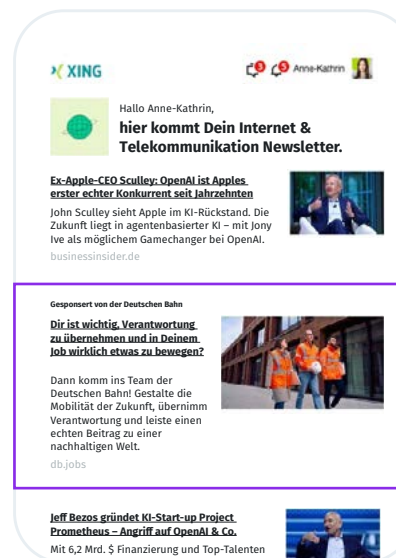 XING
3 5 Anne-Kathrin
Hallo Anne-Kathrin,
hier kommt Dein Internet &
Telekommunikation Newsletter.
Ex-Apple-CEO Sculley: OpenAI ist Apples
erster echter Konkurrent seit Jahrzehnten
John Sculley sieht Apple im KI-Rückstand. Die
Zukunft liegt in agentenbasierter KI – mit Jony
Ive als möglichem Gamechanger bei OpenAI.
businessinsider.de
Gesponsert von der Deutschen Bahn
Dir ist wichtig, Verantwortung
zu übernehmen und in Deinem
Job wirklich etwas zu bewegen?
Dann komm ins Team der
Deutschen Bahn! Gestalte die
Mobilität der Zukunft, übernimm
Verantwortung und leiste einen
echten Beitrag zu einer
nachhaltigen Welt.
db.jobs
Jeff Bezos gründet KI-Start-up Project
Prometheus – Angriff auf OpenAI & Co.
Mit 6,2 Mrd. $ Finanzierung und Top-Talenten